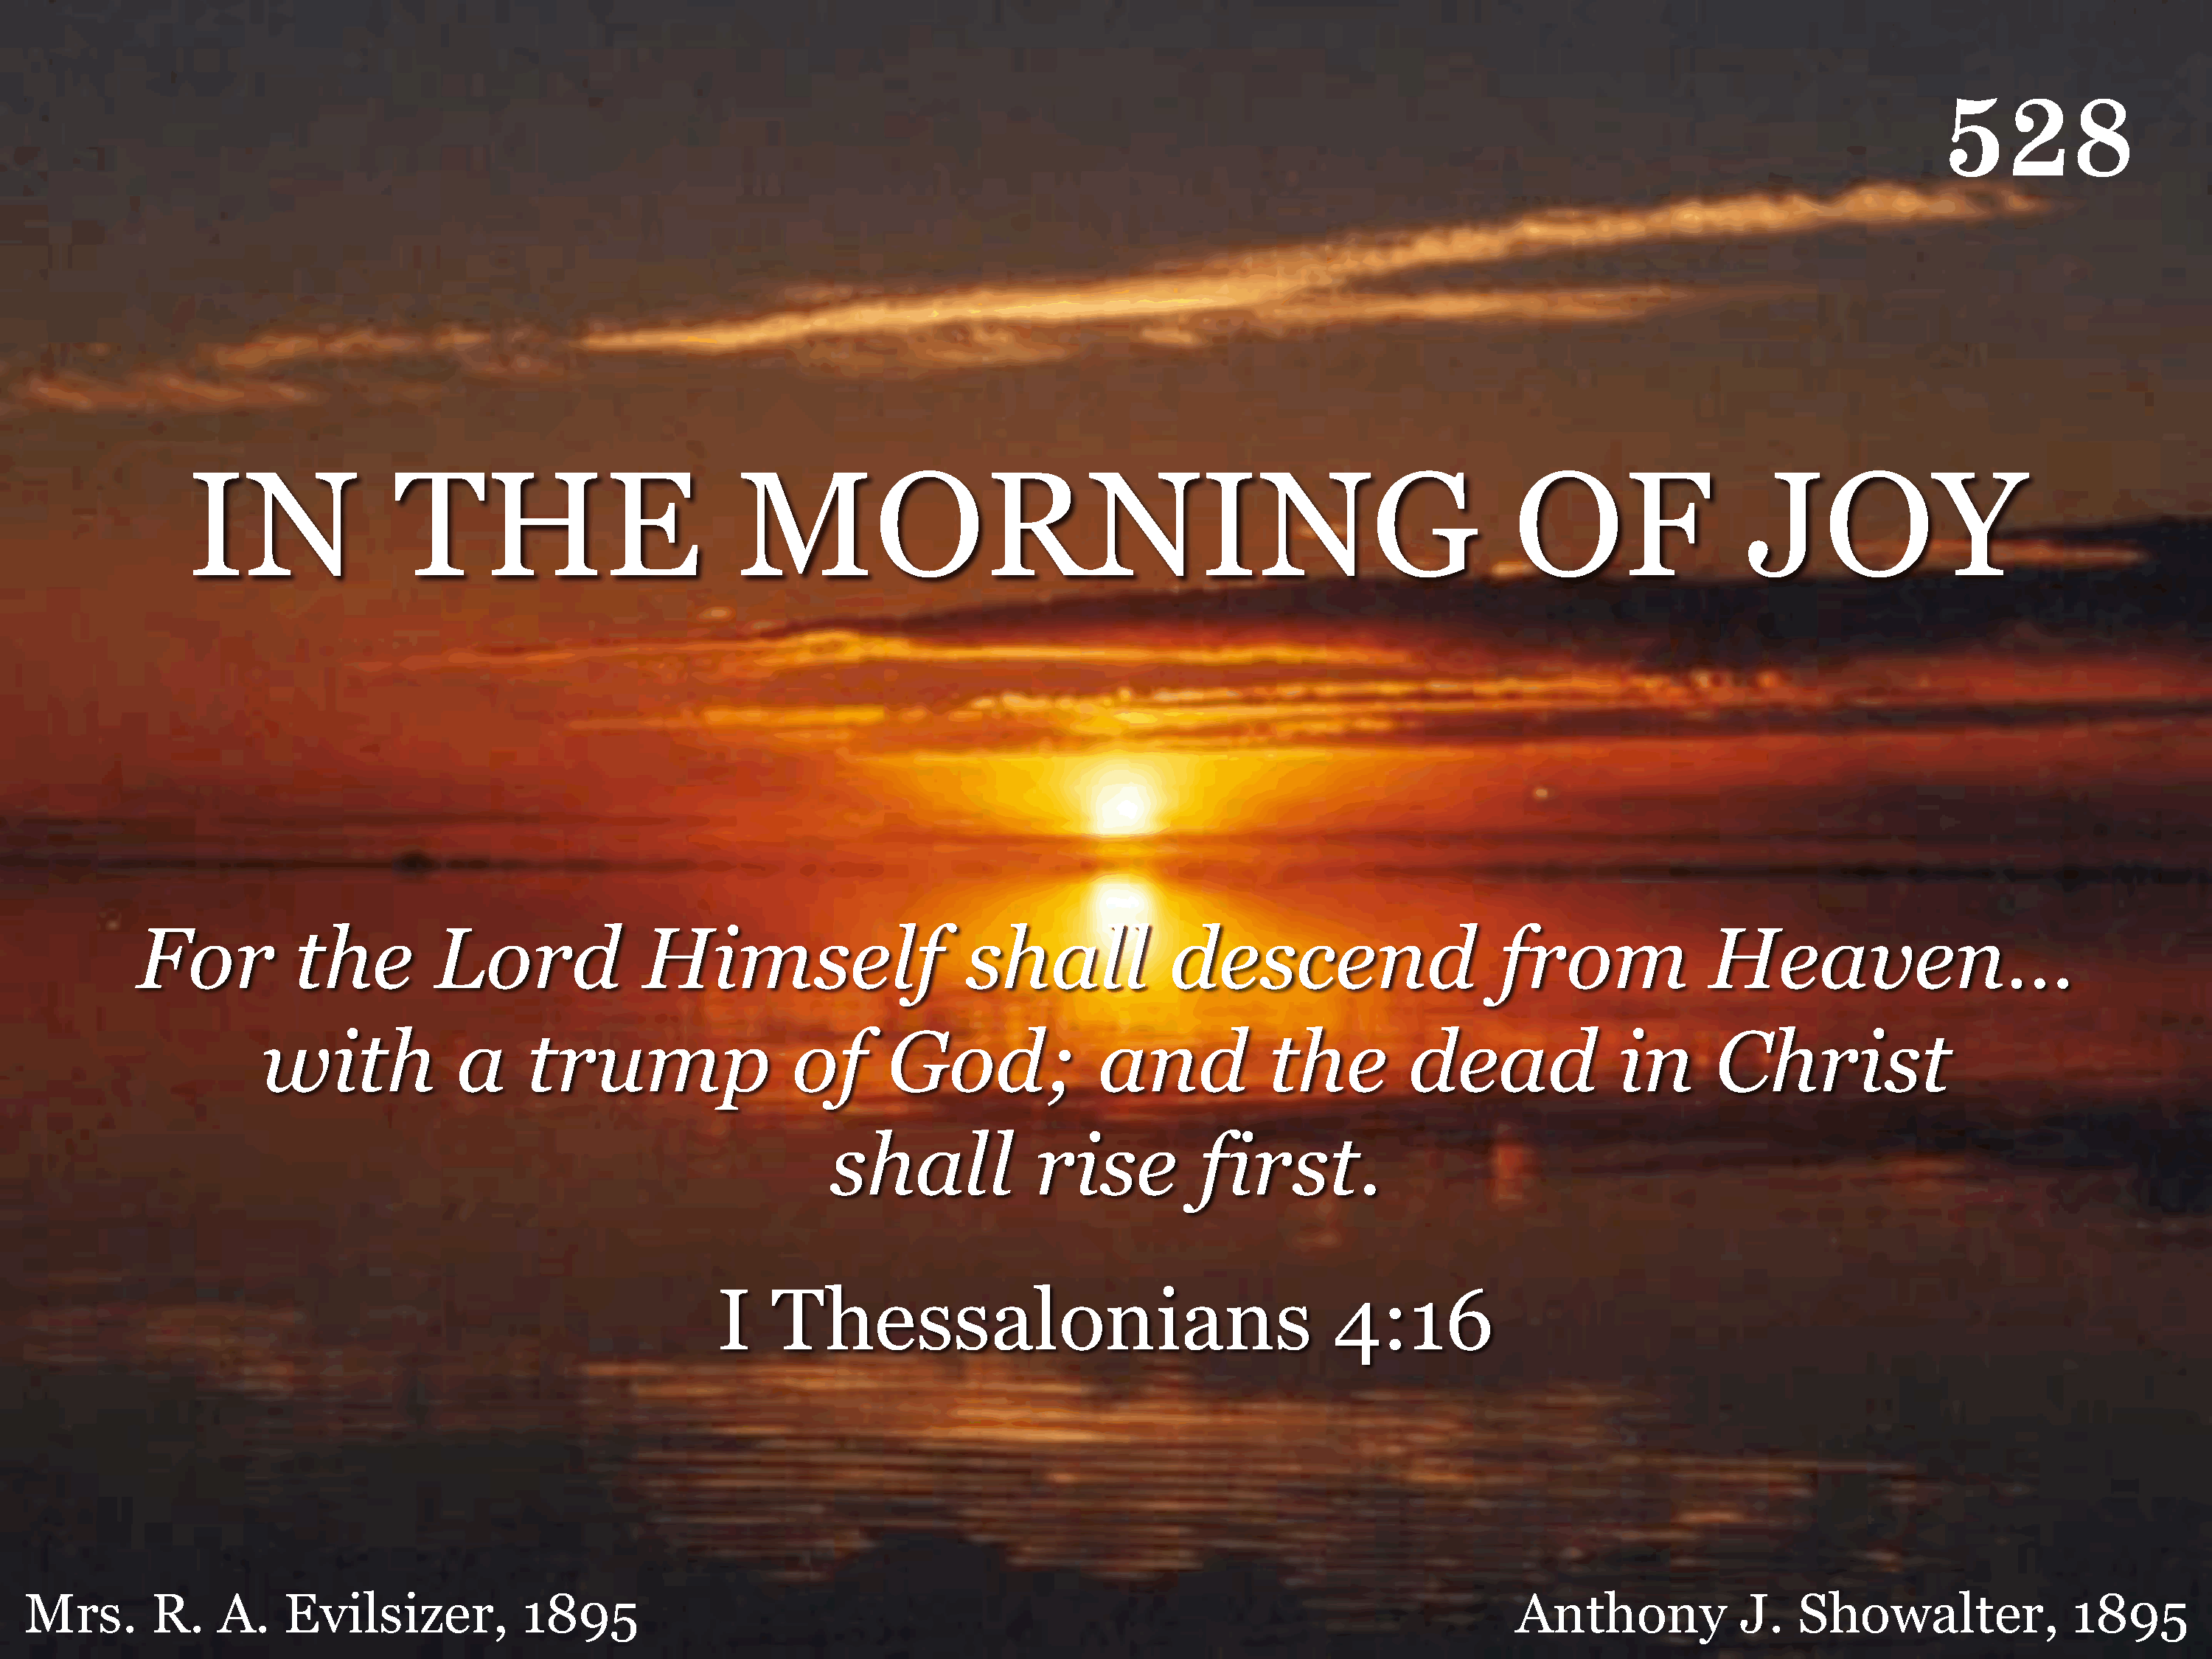 528
IN THE MORNING OF JOY
For the Lord Himself shall descend from Heaven...
with a trump of God; and the dead in Christ
shall rise first.
I Thessalonians 4:16
Mrs. R. A. Evilsizer, 1895
Anthony J. Showalter, 1895